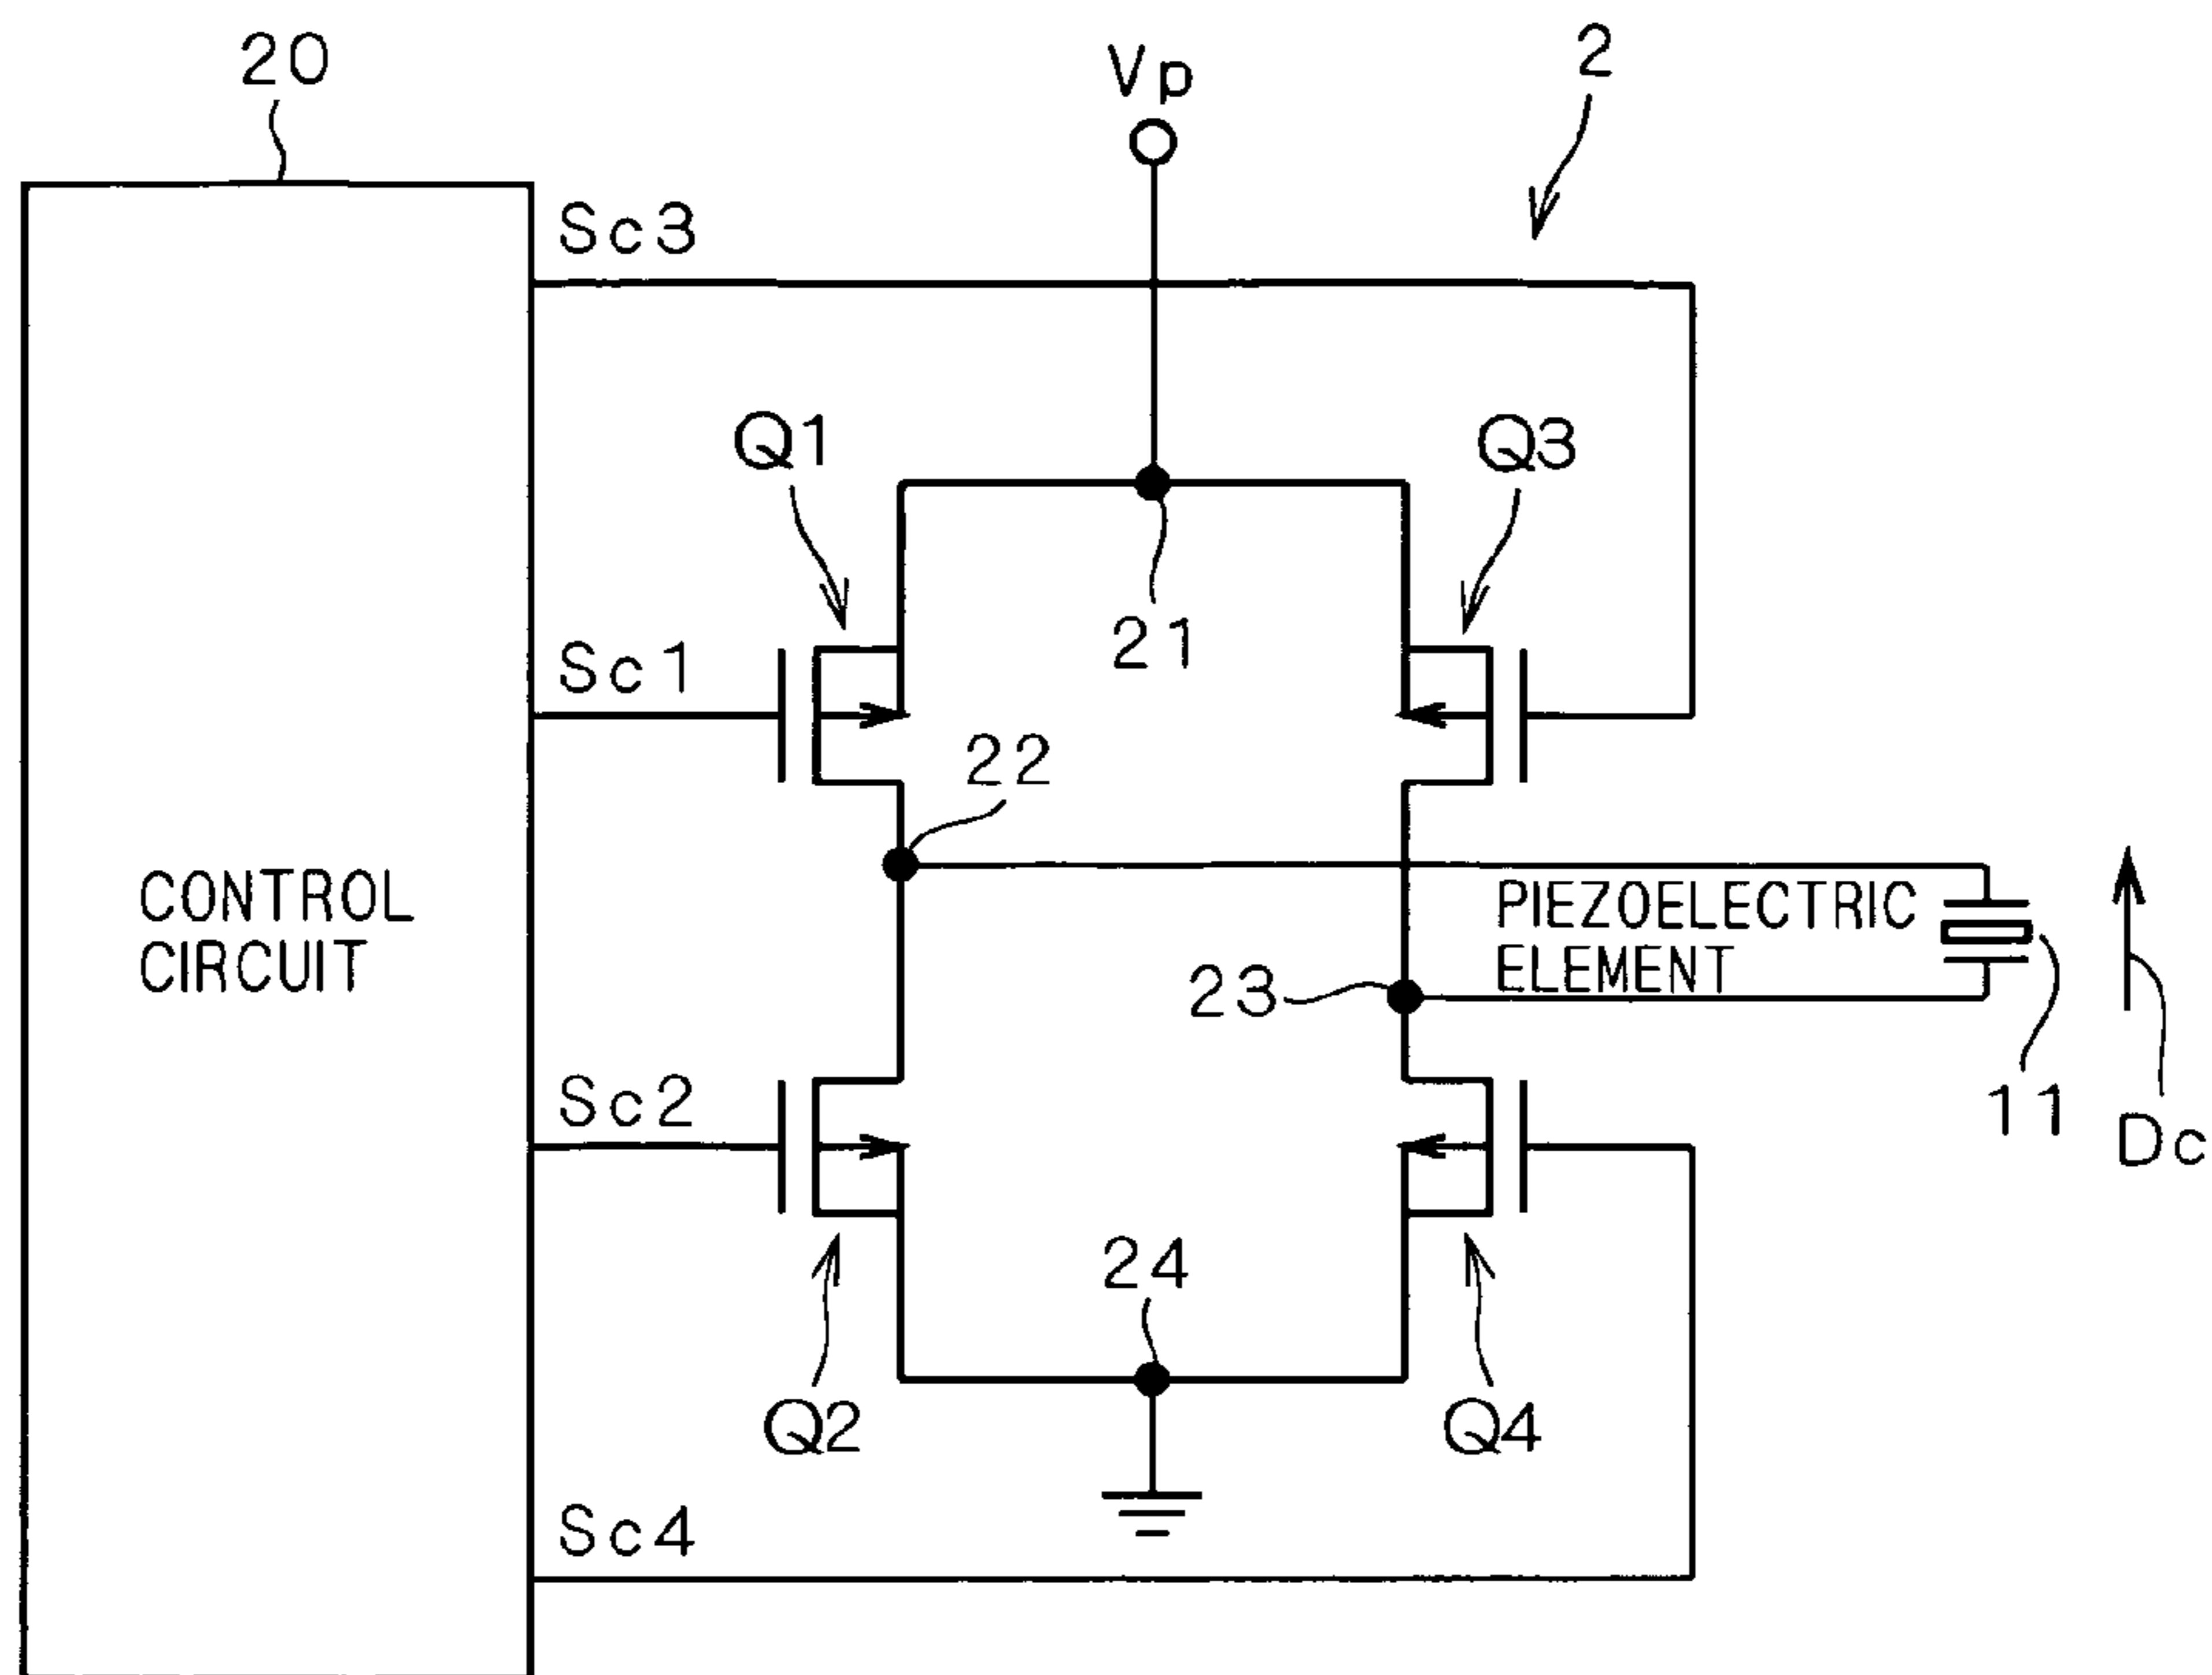 20
Vp
2
Sc3
Q1
Q3
21
Sc1
22
CONTROL
CIRCUIT
PIEZOELECTRIC
ELEMENT
23
11
Dc
Sc2
24
Q2
Q4
Sc4